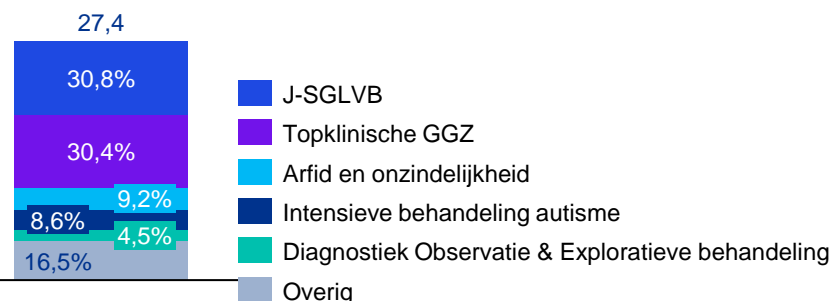 27,4
30,8%
30,4%
9,2%
8,6%
4,5%
16,5%
J-SGLVB
Topklinische GGZ
Arfid en onzindelijkheid
Intensieve behandeling autisme
Diagnostiek Observatie & Exploratieve behandeling
Overig